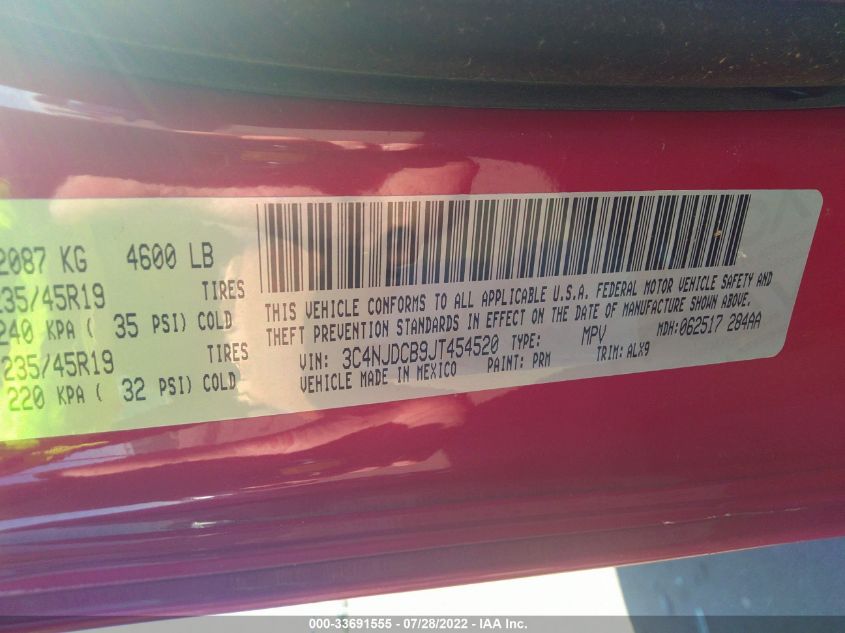 2087 KG 4600 LB
235/45R19 TIRES
240 KPA ( 35 PSI) COLD
235/45R19 TIRES
220 KPA ( 32 PSI) COLD
THIS VEHICLE CONFORMS TO ALL APPLICABLE U.S.A. FEDERAL MOTOR VEHICLE SAFETY AND
THEFT PREVENTION STANDARDS IN EFFECT ON THE DATE OF MANUFACTURE SHOWN ABOVE.
VIN: 3C4NJDCB9JT454520 TYPE: MPV MDH:062517 284AA
VEHICLE MADE IN MEXICO PAINT: PRM TRIM: ALX9
000-33691555 - 07/28/2022 - IAA Inc.